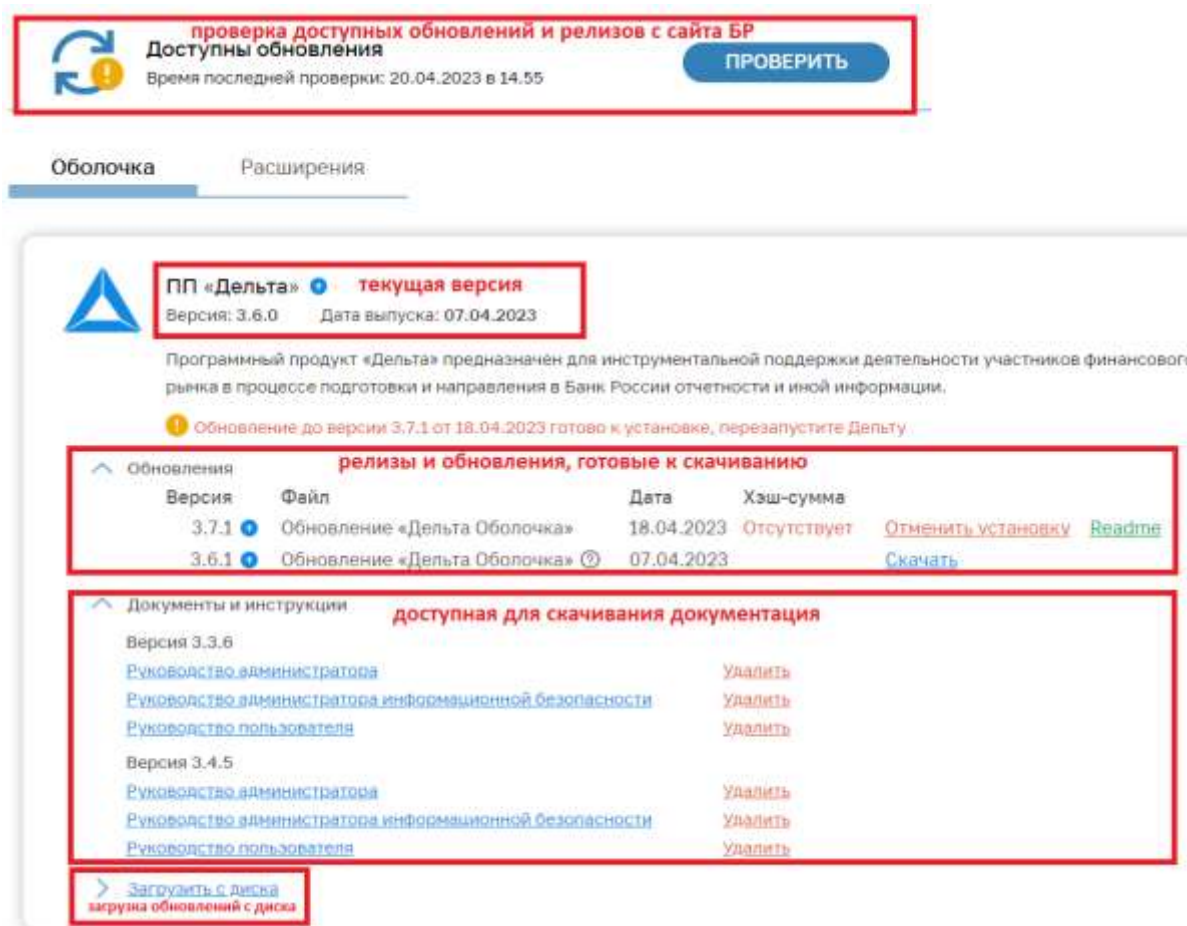 проверка доступных обновлений и релизов с сайта БР
Доступны обновления
Время последней проверки: 20.04.2023 в 14.55
ПРОВЕРИТЬ
Оболочка Расширения
ПП «Дельта» текущая версия
Версия: 3.6.0 Дата выпуска: 07.04.2023
Программный продукт «Дельта» предназначен для инструментальной поддержки деятельности участников финансового
рынка в процессе подготовки и направления в Банк России отчетности и иной информации.
Обновление до версии 3.7.1 от 18.04.2023 готово к установке, перезапустите Дельту
Обновления релизы и обновления, готовые к скачиванию
Версия Файл Дата Хэш-сумма
3.7.1 Обновление «Дельта Оболочка» 18.04.2023 Отсутствует Отменить установку Readme
3.6.1 Обновление «Дельта Оболочка» ? 07.04.2023 Скачать
Документы и инструкции доступная для скачивания документация
Версия 3.3.6
Руководство администратора Удалить
Руководство администратора информационной безопасности Удалить
Руководство пользователя Удалить
Версия 3.4.5
Руководство администратора Удалить
Руководство администратора информационной безопасности Удалить
Руководство пользователя Удалить
Загрузить с диска
загрузка обновлений с диска